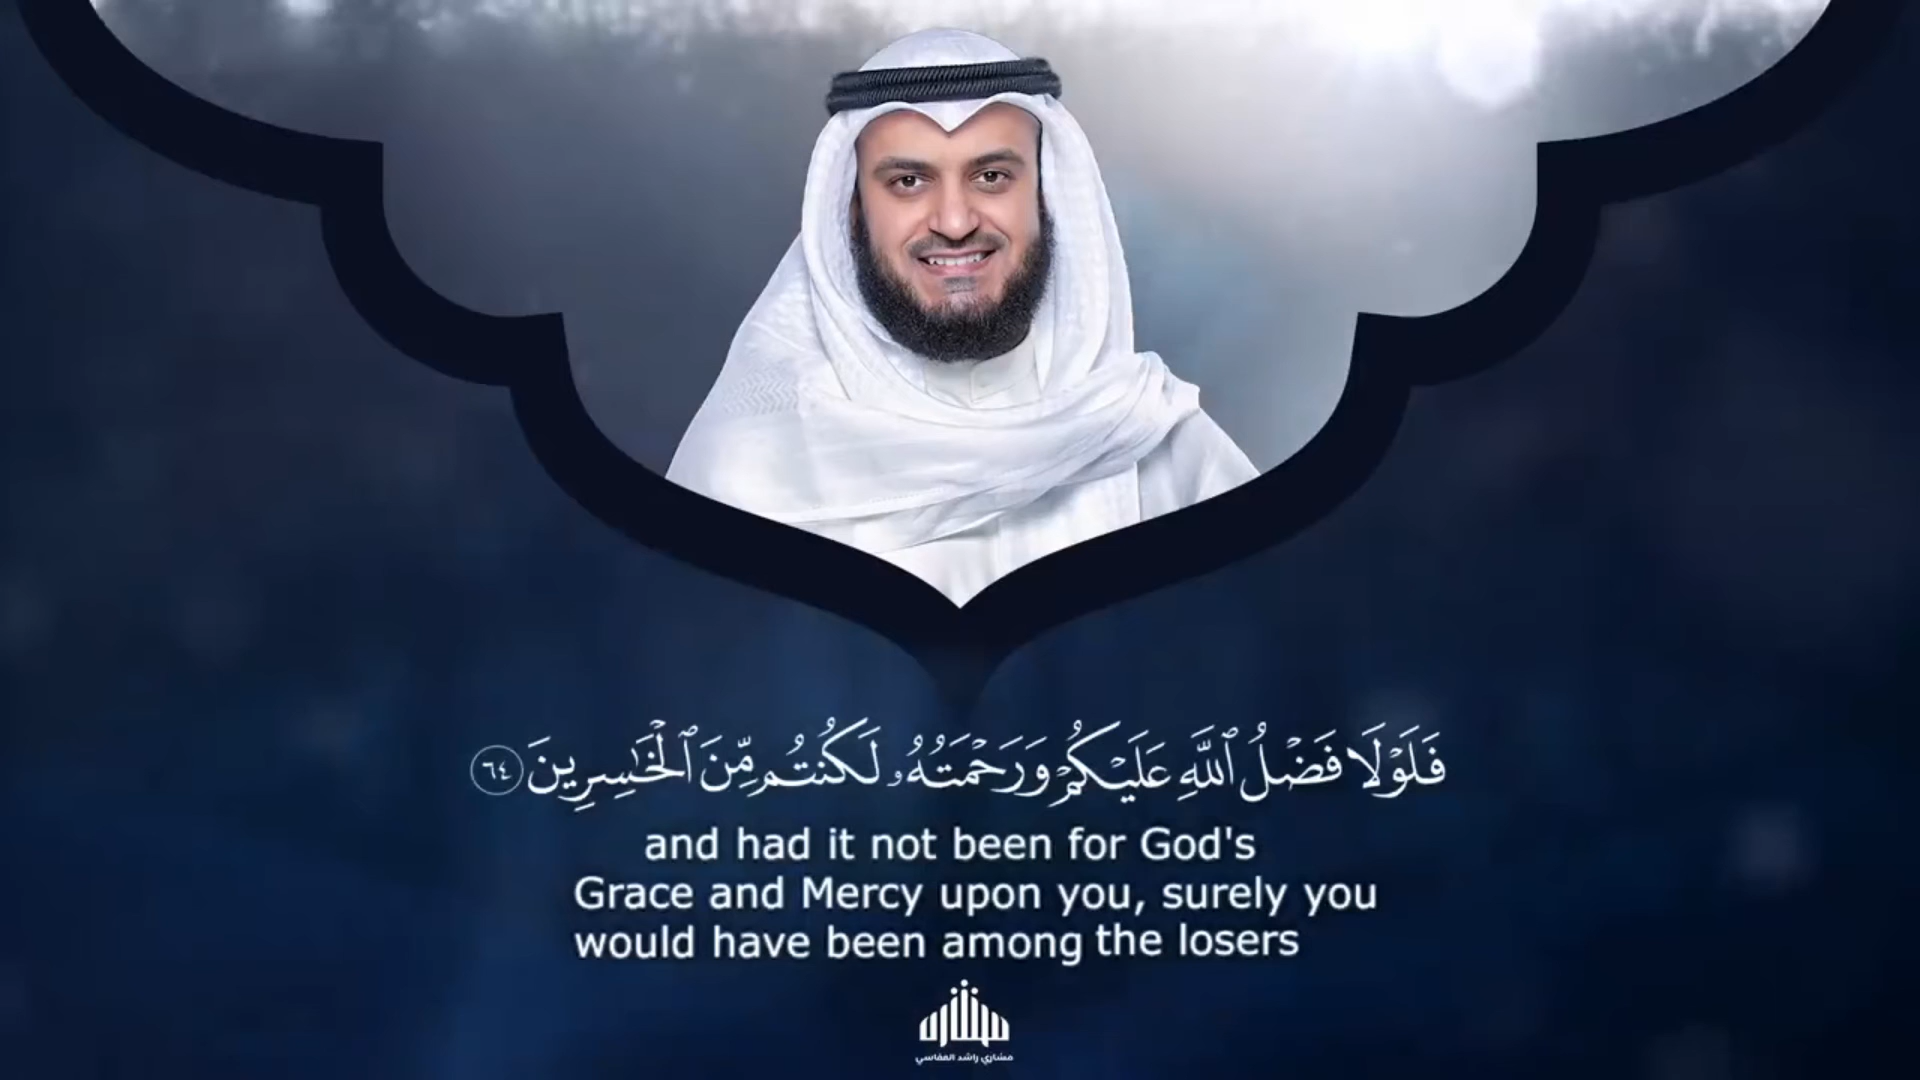 فَلَوْلَا فَضْلُ ٱللَّهِ عَلَيْكُمْ وَرَحْمَتُهُۥ لَكُنتُم مِّنَ ٱلْخَٰسِرِينَ ٦٤
and had it not been for God's
Grace and Mercy upon you, surely you
would have been among the losers
مشاري راشد العفاسي